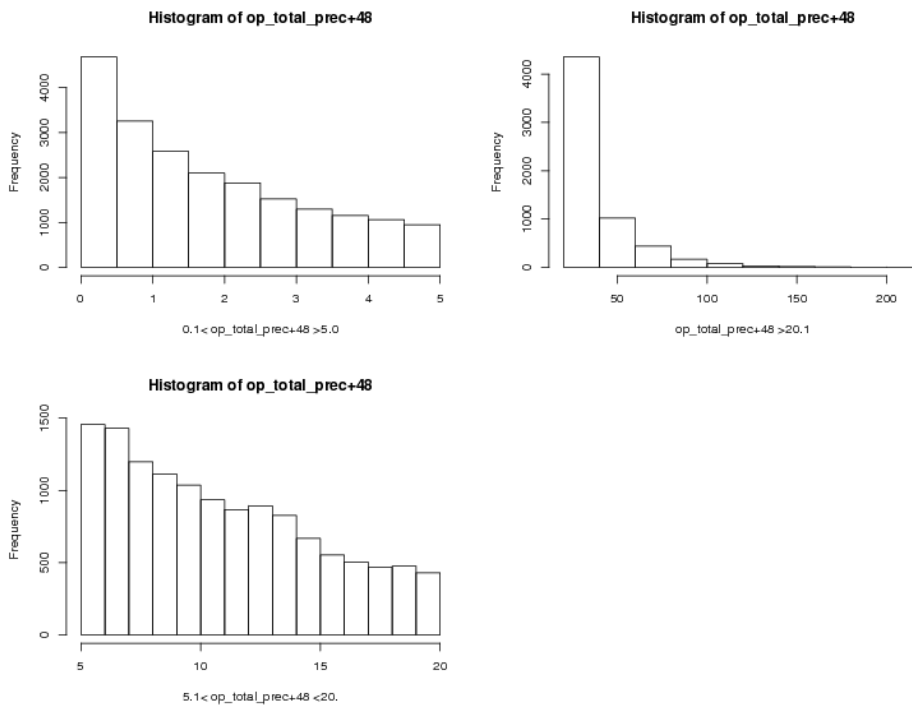 Histogram of op_total_prec+48
Frequency
4000
3000
2000
1000
0
0 1 2 3 4 5
0.1< op_total_prec+48 >5.0
Histogram of op_total_prec+48
Frequency
4000
3000
2000
1000
0
50 100 150 200
op_total_prec+48 >20.1
Histogram of op_total_prec+48
Frequency
1500
1000
500
0
5 10 15 20
5.1< op_total_prec+48 <20.